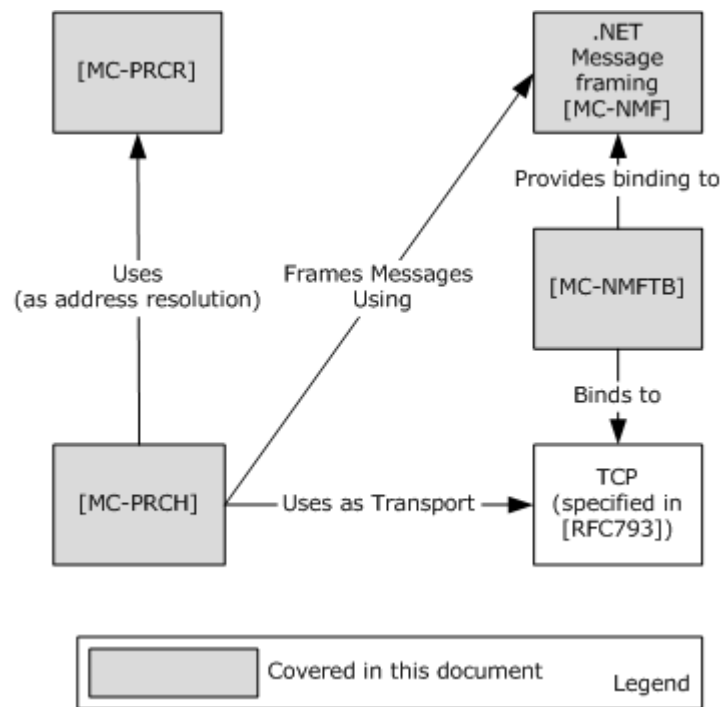 [MC-PRCR]
.NET
Message
framing
[MC-NMF]
Provides binding to
Uses
(as address resolution)
Frames Messages
Using
[MC-NMFTB]
Binds to
[MC-PRCH]
Uses as Transport
TCP
(specified in
[RFC793])
Covered in this document
Legend